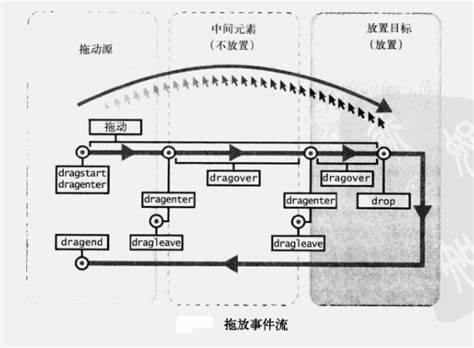 拖动源
中间元素
(不放置)
放置目标
(放置)
拖动
dragstart
dragenter
dragenter
dragover
dragenter
dragover
drop
dragleave
dragleave
dragend
拖放事件流